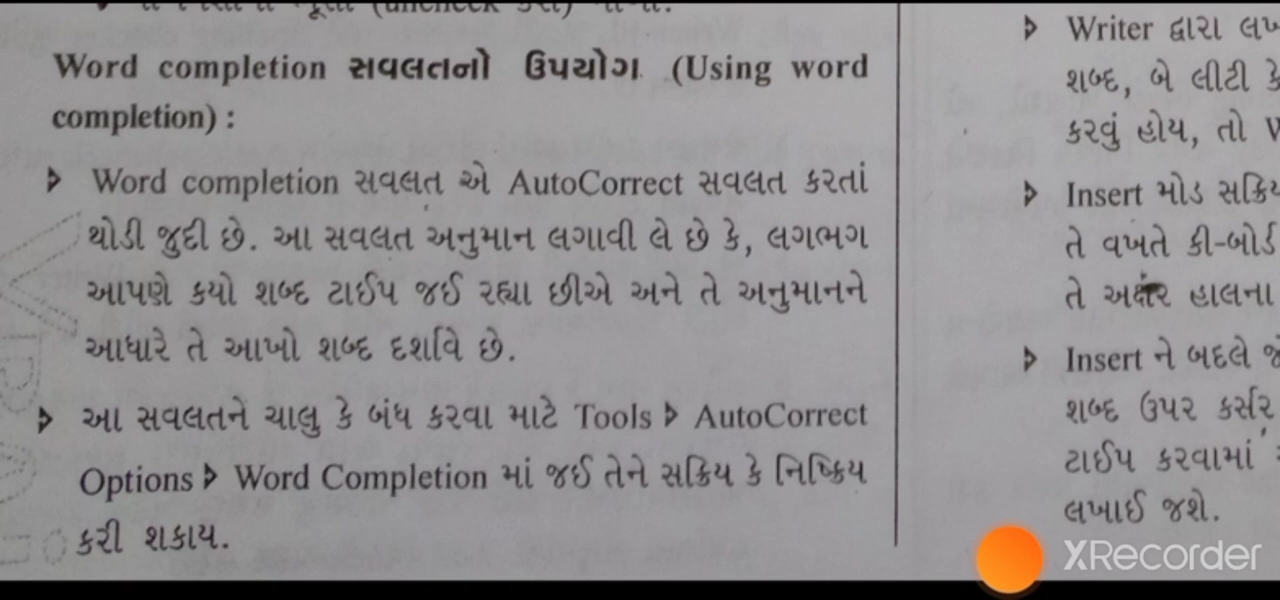 Word completion સવલતનો ઉપયોગ (Using word
completion) :
▸ Word completion સવલત એ AutoCorrect સવલત કરતાં
થોડી જુદી છે. આ સવલત અનુમાન લગાવી લે છે કે, લગભગ
આપણે કયો શબ્દ ટાઈપ જઈ રહ્યા છીએ અને તે અનુમાનને
આધારે તે આખો શબ્દ દર્શાવે છે.
▸ આ સવલતને ચાલુ કે બંધ કરવા માટે Tools ▸ AutoCorrect
Options ▸ Word Completion માં જઈ તેને સક્રિય કે નિષ્ક્રિય
કરી શકાય.
▸ Writer દ્વારા
શબ્દ, બે લીટી
કરવું હોય, તો
▸ Insert મોડ
તે વખતે કી-બોર્ડ
તે અક્ષર હાલના
▸ Insert ને બદલે
શબ્દ ઉપર કર્સર
ટાઈપ કરવામાં
લખાઈ જશે.
XRecorder